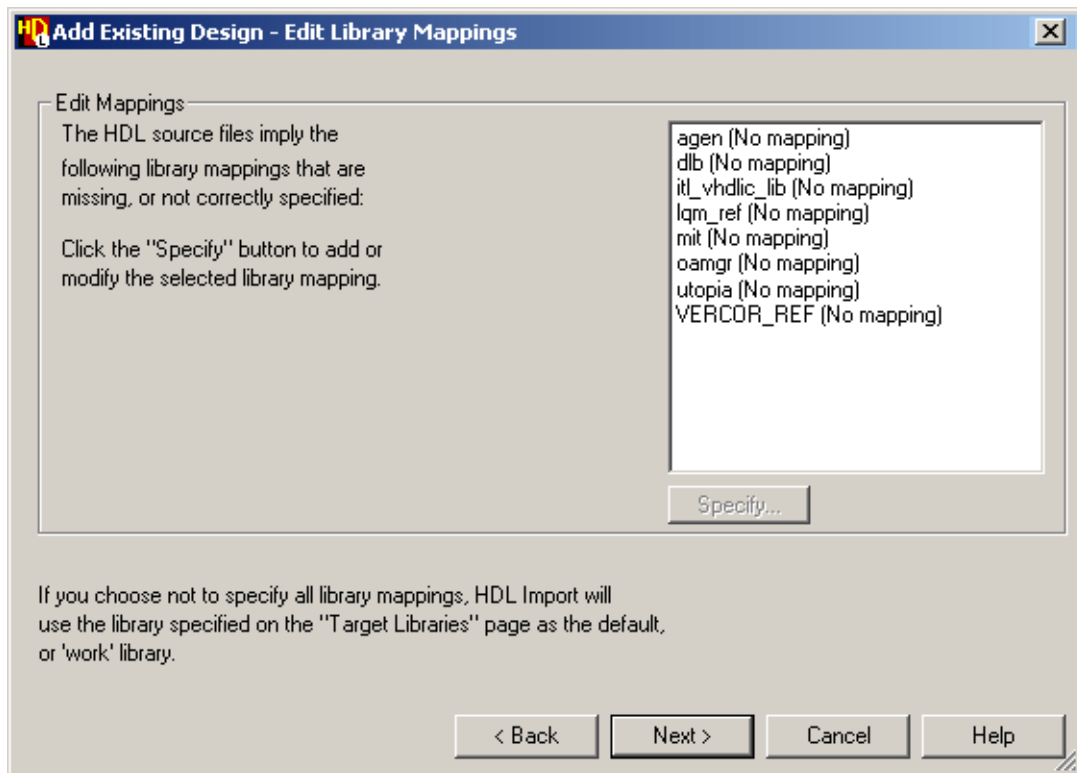 HD L Add Existing Design - Edit Library Mappings
Edit Mappings
The HDL source files imply the
following library mappings that are
missing, or not correctly specified:
Click the "Specify" button to add or
modify the selected library mapping.
agen (No mapping)
dlb (No mapping)
itl_vhdlic_lib (No mapping)
lqm_ref (No mapping)
mit (No mapping)
oamgr (No mapping)
utopia (No mapping)
VERCOR_REF (No mapping)
Specify...
If you choose not to specify all library mappings, HDL Import will
use the library specified on the "Target Libraries" page as the default,
or 'work' library.
< Back Next > Cancel Help